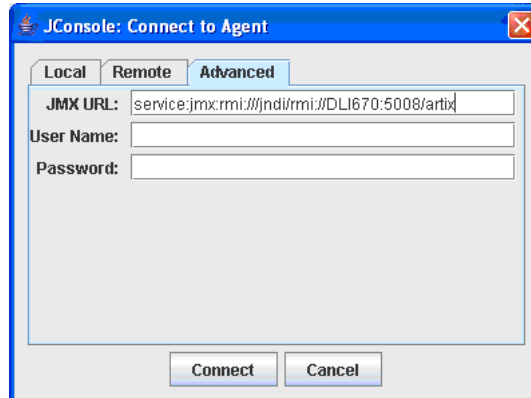 JConsole: Connect to Agent
Local Remote Advanced
JMX URL: service:jmx:rmi:///jndi/rmi://DLI670:5008/artix
User Name:
Password:
Connect Cancel